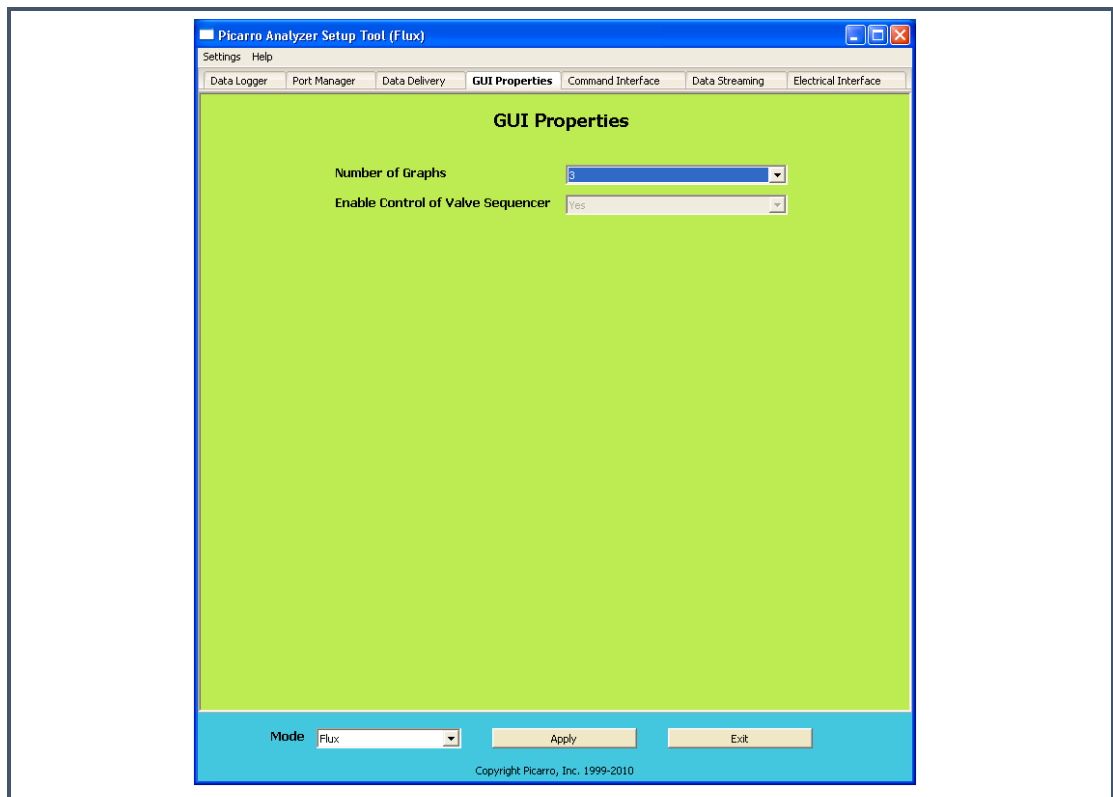 Picarro Analyzer Setup Tool (Flux)
Settings Help
Data Logger Port Manager Data Delivery GUI Properties Command Interface Data Streaming Electrical Interface
GUI Properties
Number of Graphs 3
Enable Control of Valve Sequencer Yes
Mode Flux Apply Exit
Copyright Picarro, Inc. 1999-2010